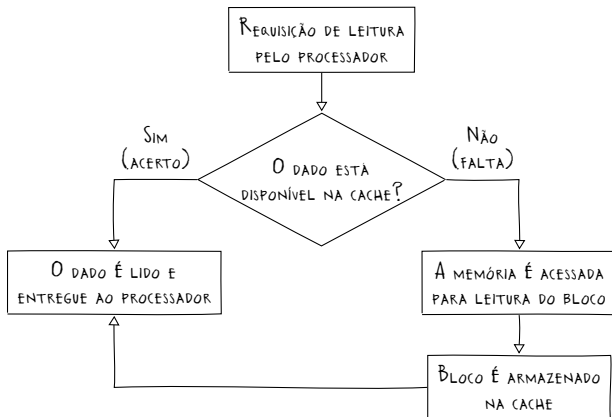 Requisição de leitura
pelo processador
Sim
(acerto)
Não
(falta)
O dado está
disponível na cache?
O dado é lido e
entregue ao processador
A memória é acessada
para leitura do bloco
Bloco é armazenado
na cache